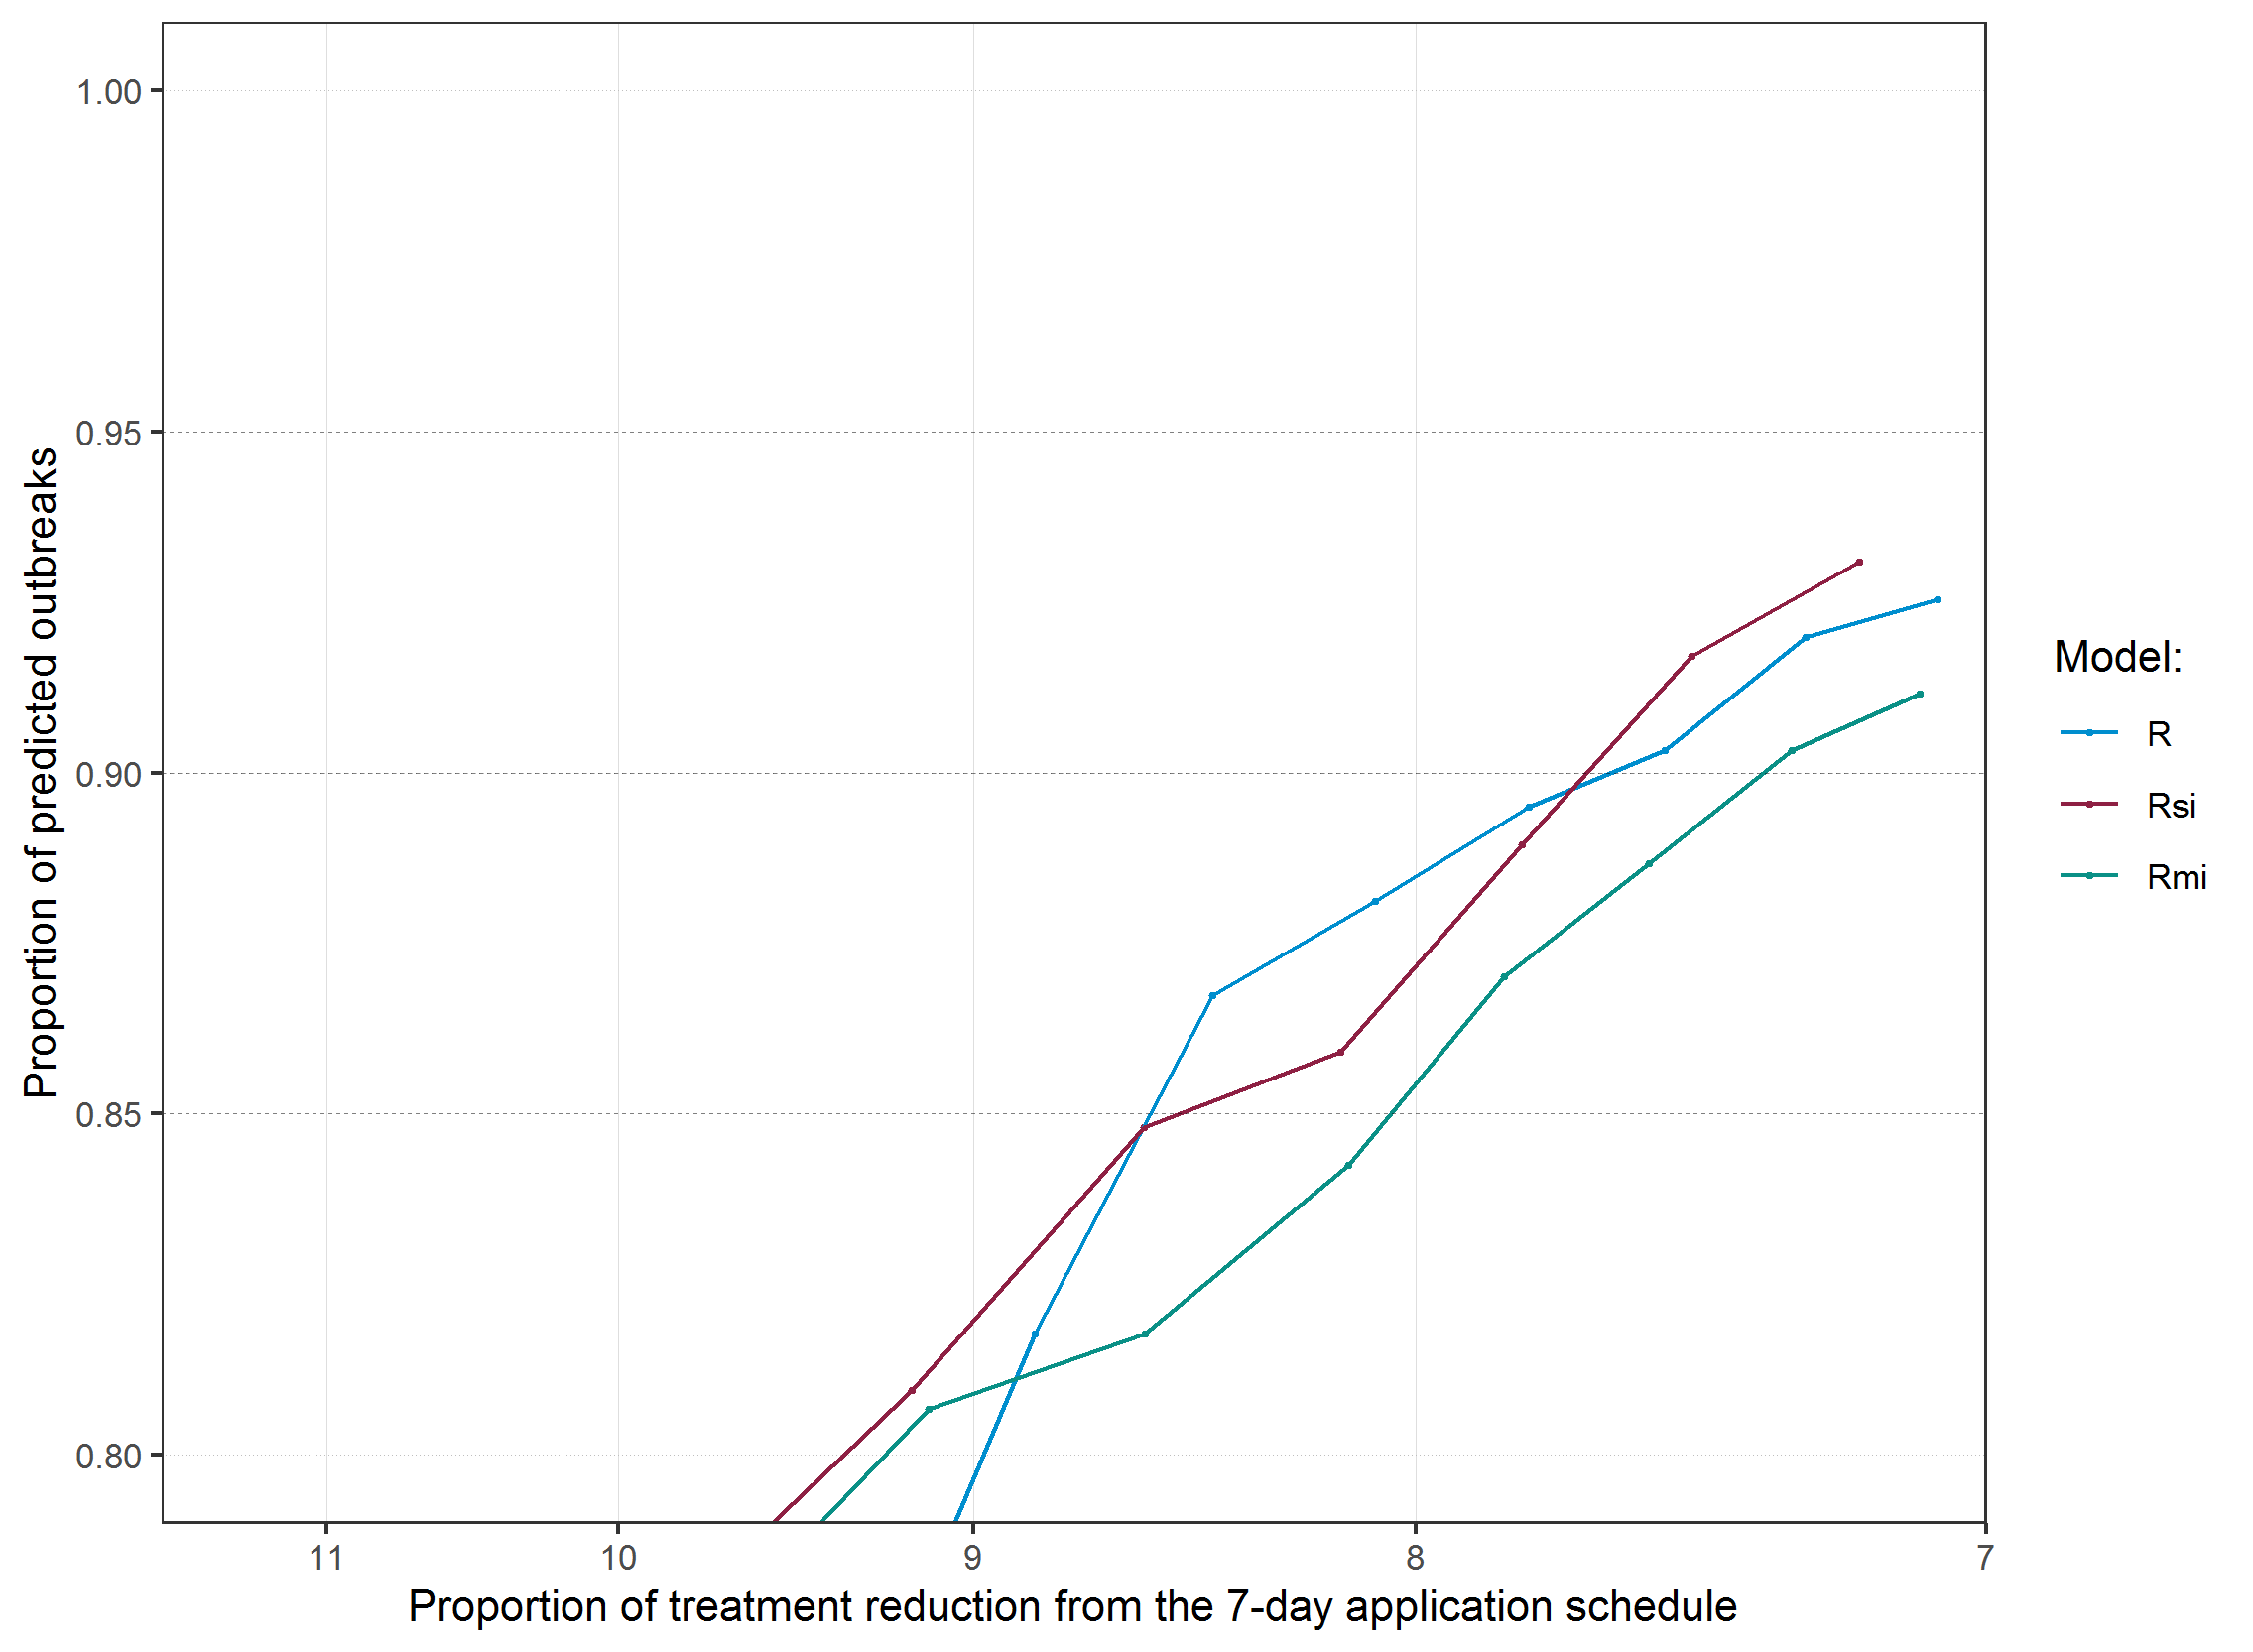 1.00
0.95
0.90
0.85
0.80
Proportion of predicted outbreaks
11 10 9 8 7
Proportion of treatment reduction from the 7-day application schedule
Model:
R
Rsi
Rmi